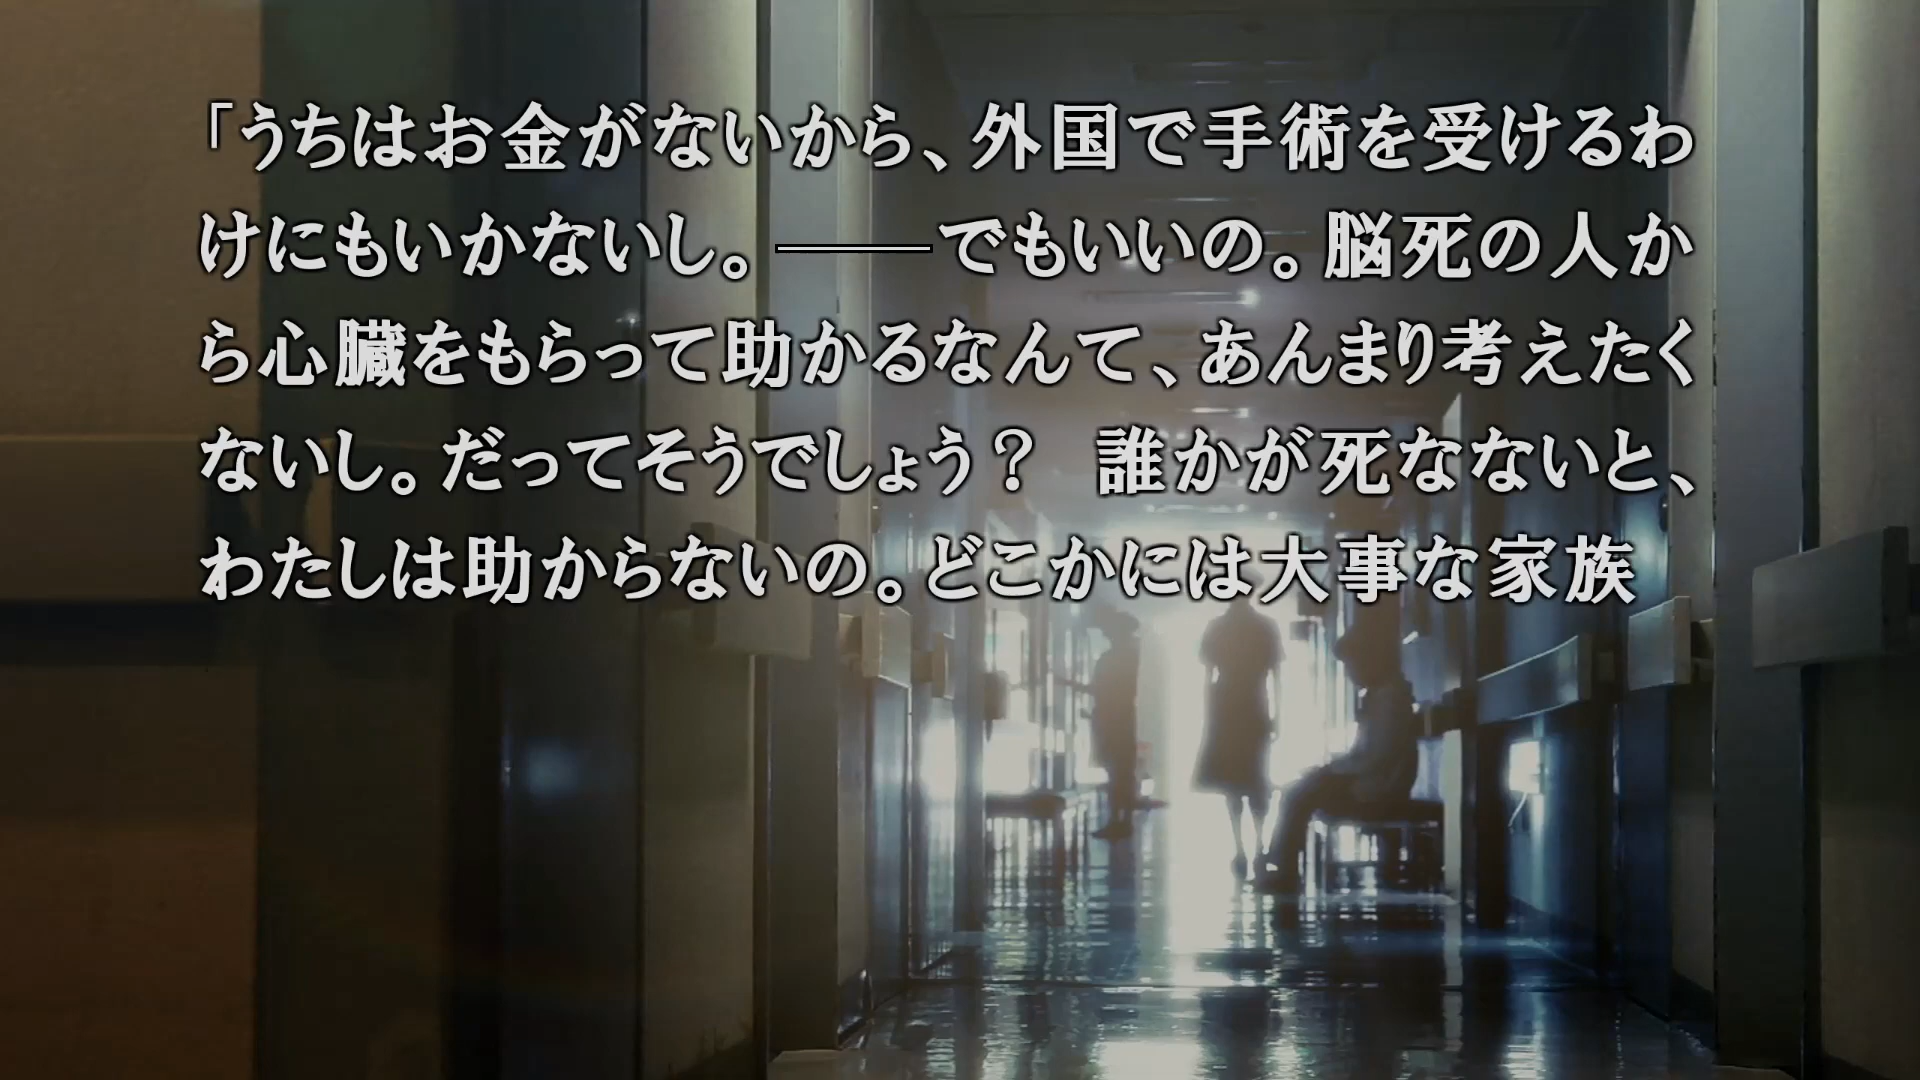 「うちはお金がないから、外国で手術を受けるわ
けにもいかないし。――でもいいの。脳死の人か
ら心臓をもらって助かるなんて、あんまり考えたく
ないし。だってそうでしょう？　誰かが死なないと、
わたしは助からないの。どこかには大事な家族